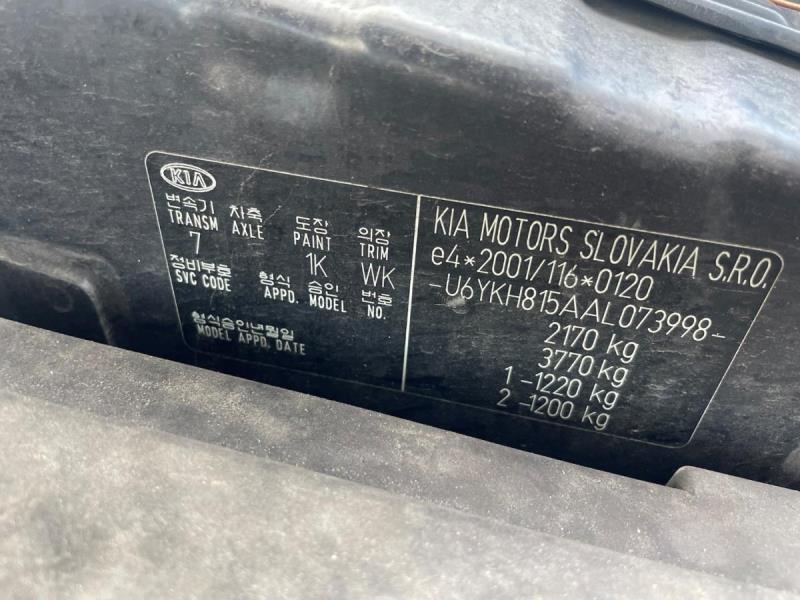 KIA
변속기 차축 도장 의장
TRANSM AXLE PAINT TRIM
7 1K WK
정비부호 형식 승인 번호
SVC CODE APPD. MODEL NO.
형식승인년월일
MODEL APPD. DATE
KIA MOTORS SLOVAKIA S.R.O.
e4*2001/116*0120
-U6YKH815AAL073998-
2170 kg
3770 kg
1 -1220 kg
2 -1200 kg